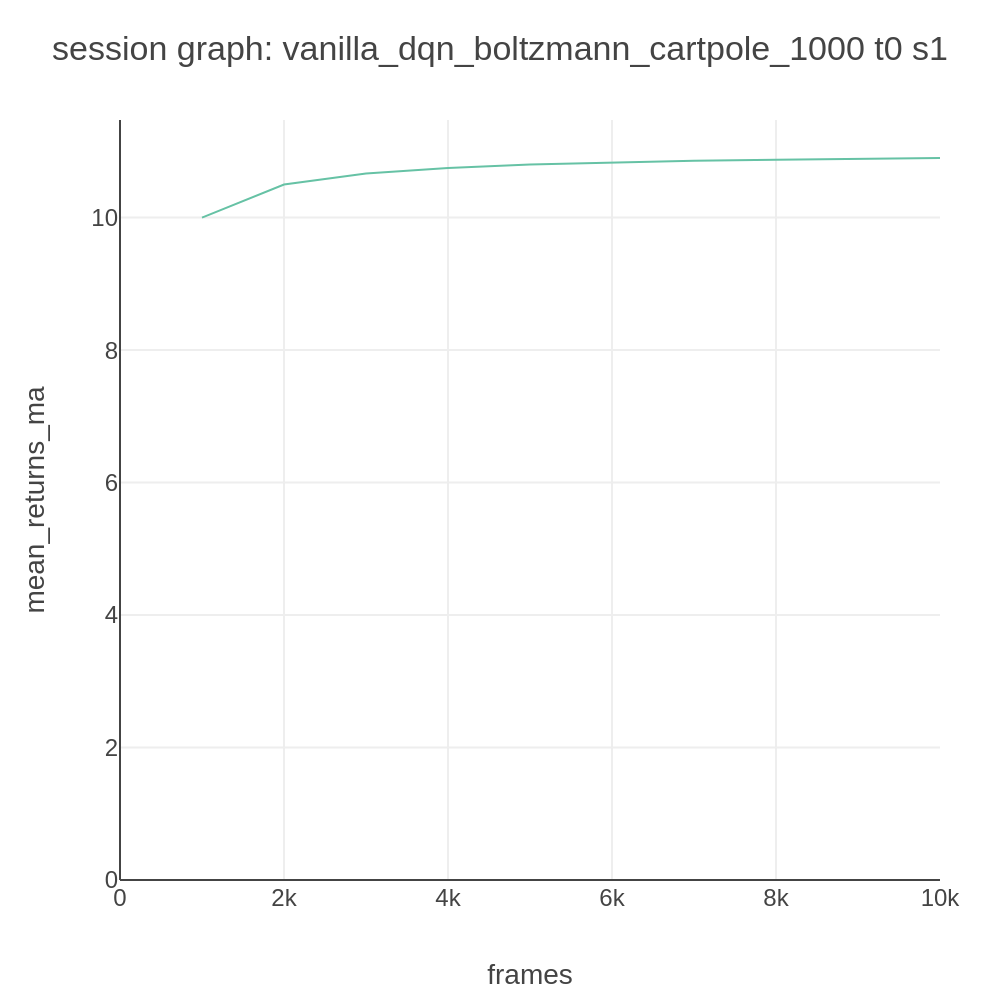 session graph: vanilla_dqn_boltzmann_cartpole_1000 t0 s1
mean_returns_ma
10
8
6
4
2
0
0 2k 4k 6k 8k 10k
frames